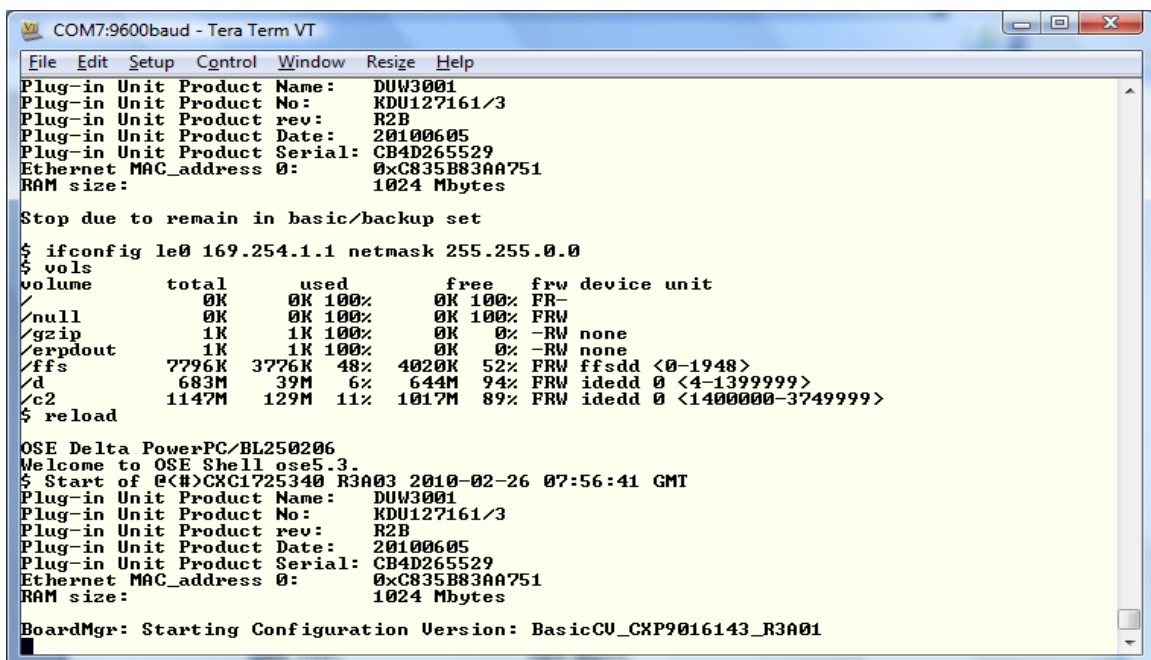 COM7:9600baud - Tera Term VT
File Edit Setup Control Window Resize Help
Plug-in Unit Product Name: DUW3001
Plug-in Unit Product No: KDU127161/3
Plug-in Unit Product rev: R2B
Plug-in Unit Product Date: 20100605
Plug-in Unit Product Serial: CB4D265529
Ethernet MAC_address 0: 0xC835B83AA751
RAM size: 1024 Mbytes
Stop due to remain in basic/backup set
$ ifconfig le0 169.254.1.1 netmask 255.255.0.0
$ vols
volume total used free frw device unit
/ 0K 0K 100% 0K 100% FR-
/null 0K 0K 100% 0K 100% FRW
/gzip 1K 1K 100% 0K 0% -RW none
/erpdout 1K 1K 100% 0K 0% -RW none
/ffs 7796K 3776K 48% 4020K 52% FRW ffsdd <0-1948>
/d 683M 39M 6% 644M 94% FRW idedd 0 <4-1399999>
/c2 1147M 129M 11% 1017M 89% FRW idedd 0 <1400000-3749999>
$ reload
OSE Delta PowerPC/BL250206
Welcome to OSE Shell ose5.3.
$ Start of @<#>CXC1725340 R3A03 2010-02-26 07:56:41 GMT
Plug-in Unit Product Name: DUW3001
Plug-in Unit Product No: KDU127161/3
Plug-in Unit Product rev: R2B
Plug-in Unit Product Date: 20100605
Plug-in Unit Product Serial: CB4D265529
Ethernet MAC_address 0: 0xC835B83AA751
RAM size: 1024 Mbytes
BoardMgr: Starting Configuration Version: BasicCV_CXP9016143_R3A01